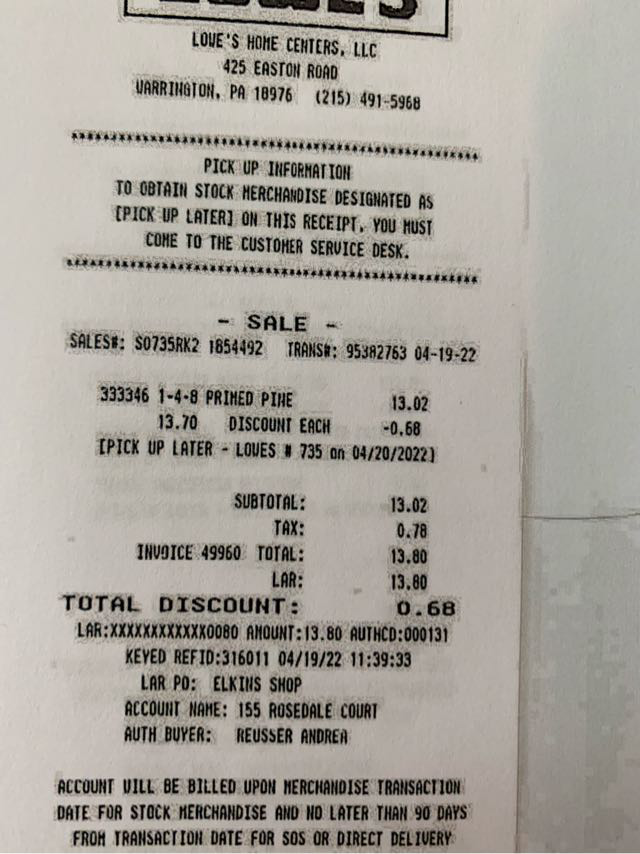 LOWE'S
LOWE'S HOME CENTERS, LLC
425 EASTON ROAD
WARRINGTON, PA 18976 (215) 491-5968
****************************************************
PICK UP INFORMATION
TO OBTAIN STOCK MERCHANDISE DESIGNATED AS
[PICK UP LATER] ON THIS RECEIPT, YOU MUST
COME TO THE CUSTOMER SERVICE DESK.
****************************************************
- SALE -
SALES#: S0735RK2 1854492 TRANS#: 95382763 04-19-22
333346 1-4-8 PRIMED PINE 13.02
13.70 DISCOUNT EACH -0.68
[PICK UP LATER - LOWES # 735 on 04/20/2022]
SUBTOTAL: 13.02
TAX: 0.78
INVOICE 49960 TOTAL: 13.80
LAR: 13.80
TOTAL DISCOUNT: 0.68
LAR:XXXXXXXXXXXX0080 AMOUNT:13.80 AUTHCD:000131
KEYED REFID:316011 04/19/22 11:39:33
LAR PO: ELKINS SHOP
ACCOUNT NAME: 155 ROSEDALE COURT
AUTH BUYER: REUSSER ANDREA
ACCOUNT WILL BE BILLED UPON MERCHANDISE TRANSACTION
DATE FOR STOCK MERCHANDISE AND NO LATER THAN 90 DAYS
FROM TRANSACTION DATE FOR SOS OR DIRECT DELIVERY